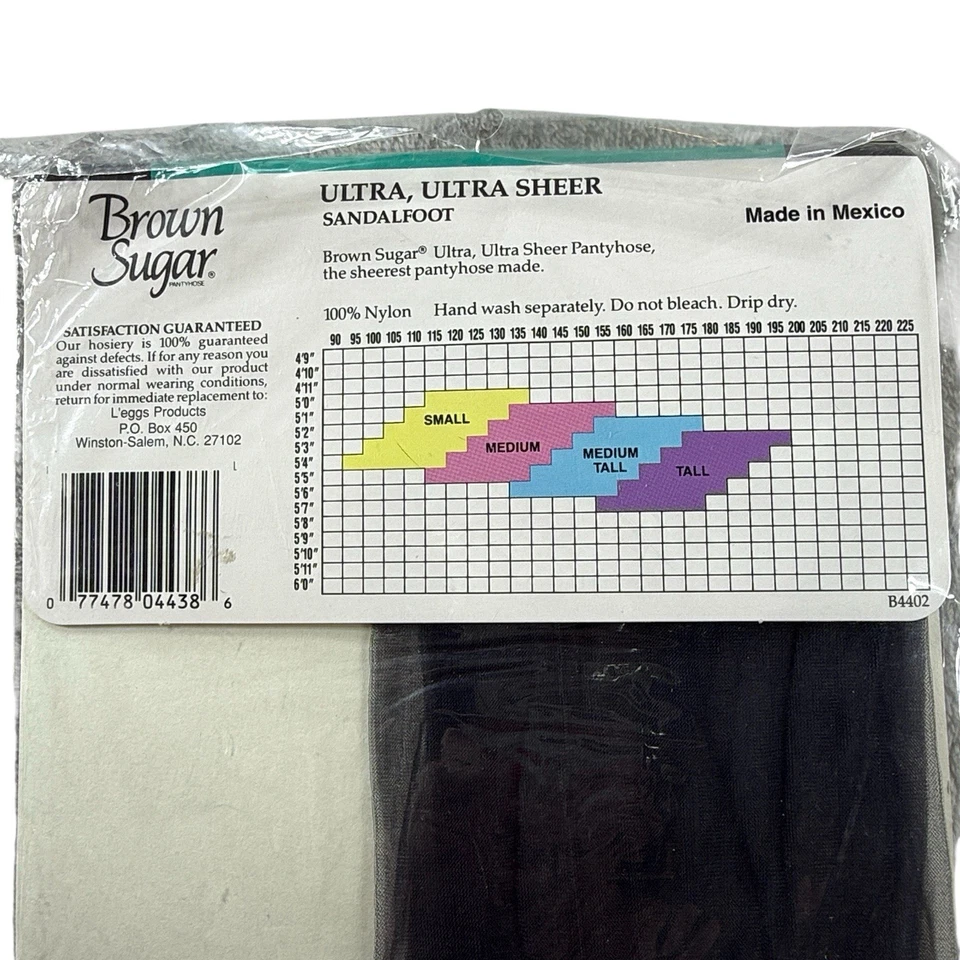 Brown
Sugar®
PANTYHOSE
SATISFACTION GUARANTEED
Our hosiery is 100% guaranteed
against defects. If for any reason you
are dissatisfied with our product
under normal wearing conditions,
return for immediate replacement to:
L'eggs Products
P.O. Box 450
Winston-Salem, N.C. 27102
0 77478 04438 6
ULTRA, ULTRA SHEER
SANDALFOOT
Made in Mexico
Brown Sugar® Ultra, Ultra Sheer Pantyhose,
the sheerest pantyhose made.
100% Nylon Hand wash separately. Do not bleach. Drip dry.
90 95 100 105 110 115 120 125 130 135 140 145 150 155 160 165 170 175 180 185 190 195 200 205 210 215 220 225
4'9"
4'10"
4'11"
5'0"
5'1"
5'2"
5'3"
5'4"
5'5"
5'6"
5'7"
5'8"
5'9"
5'10"
5'11"
6'0"
SMALL
MEDIUM
MEDIUM
TALL
TALL
B4402